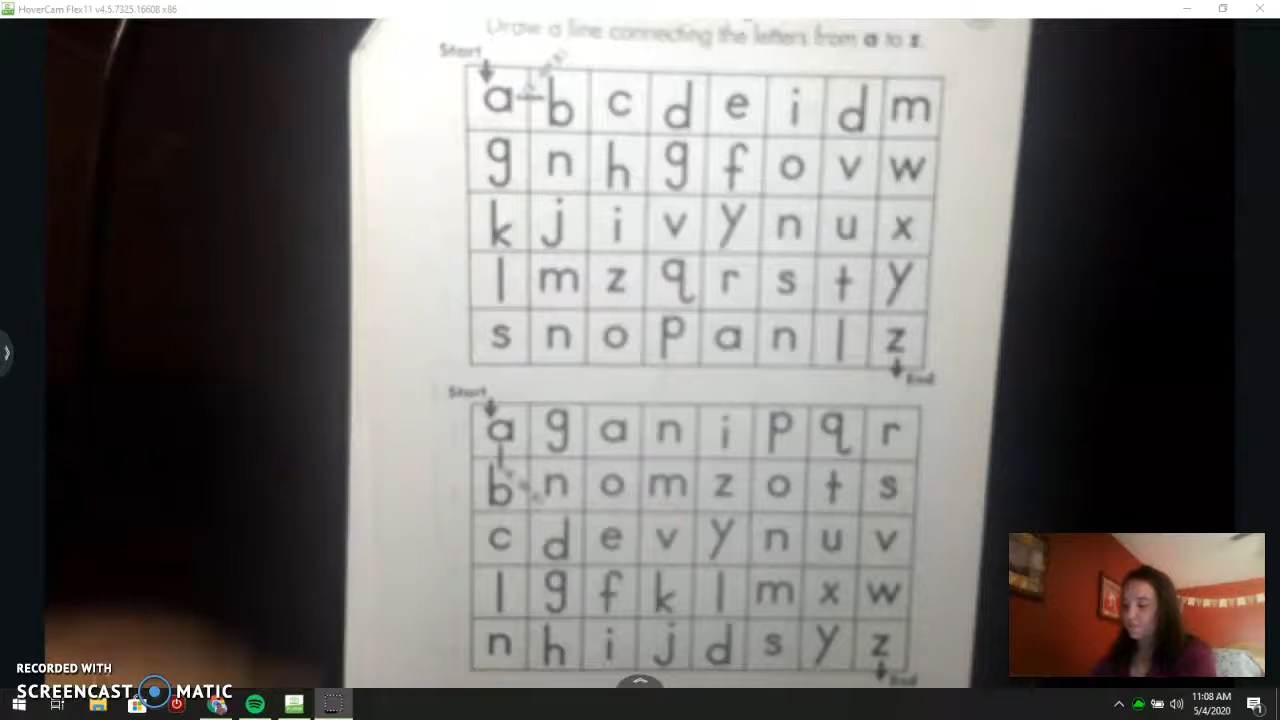 HoverCam Flex11 v4.5.7325.16608 x86
Draw a line connecting the letters from a to z.
Start
a b c d e i d m
g n h g f o v w
k j i v y n u x
l m z q r s t y
s n o p a n l z
End
Start
a g a n i p q r
b n o m z o t s
c d e v y n u v
l g f k l m x w
n h i j d s y z
End
RECORDED WITH
SCREENCAST MATIC
11:08 AM
5/4/2020
1